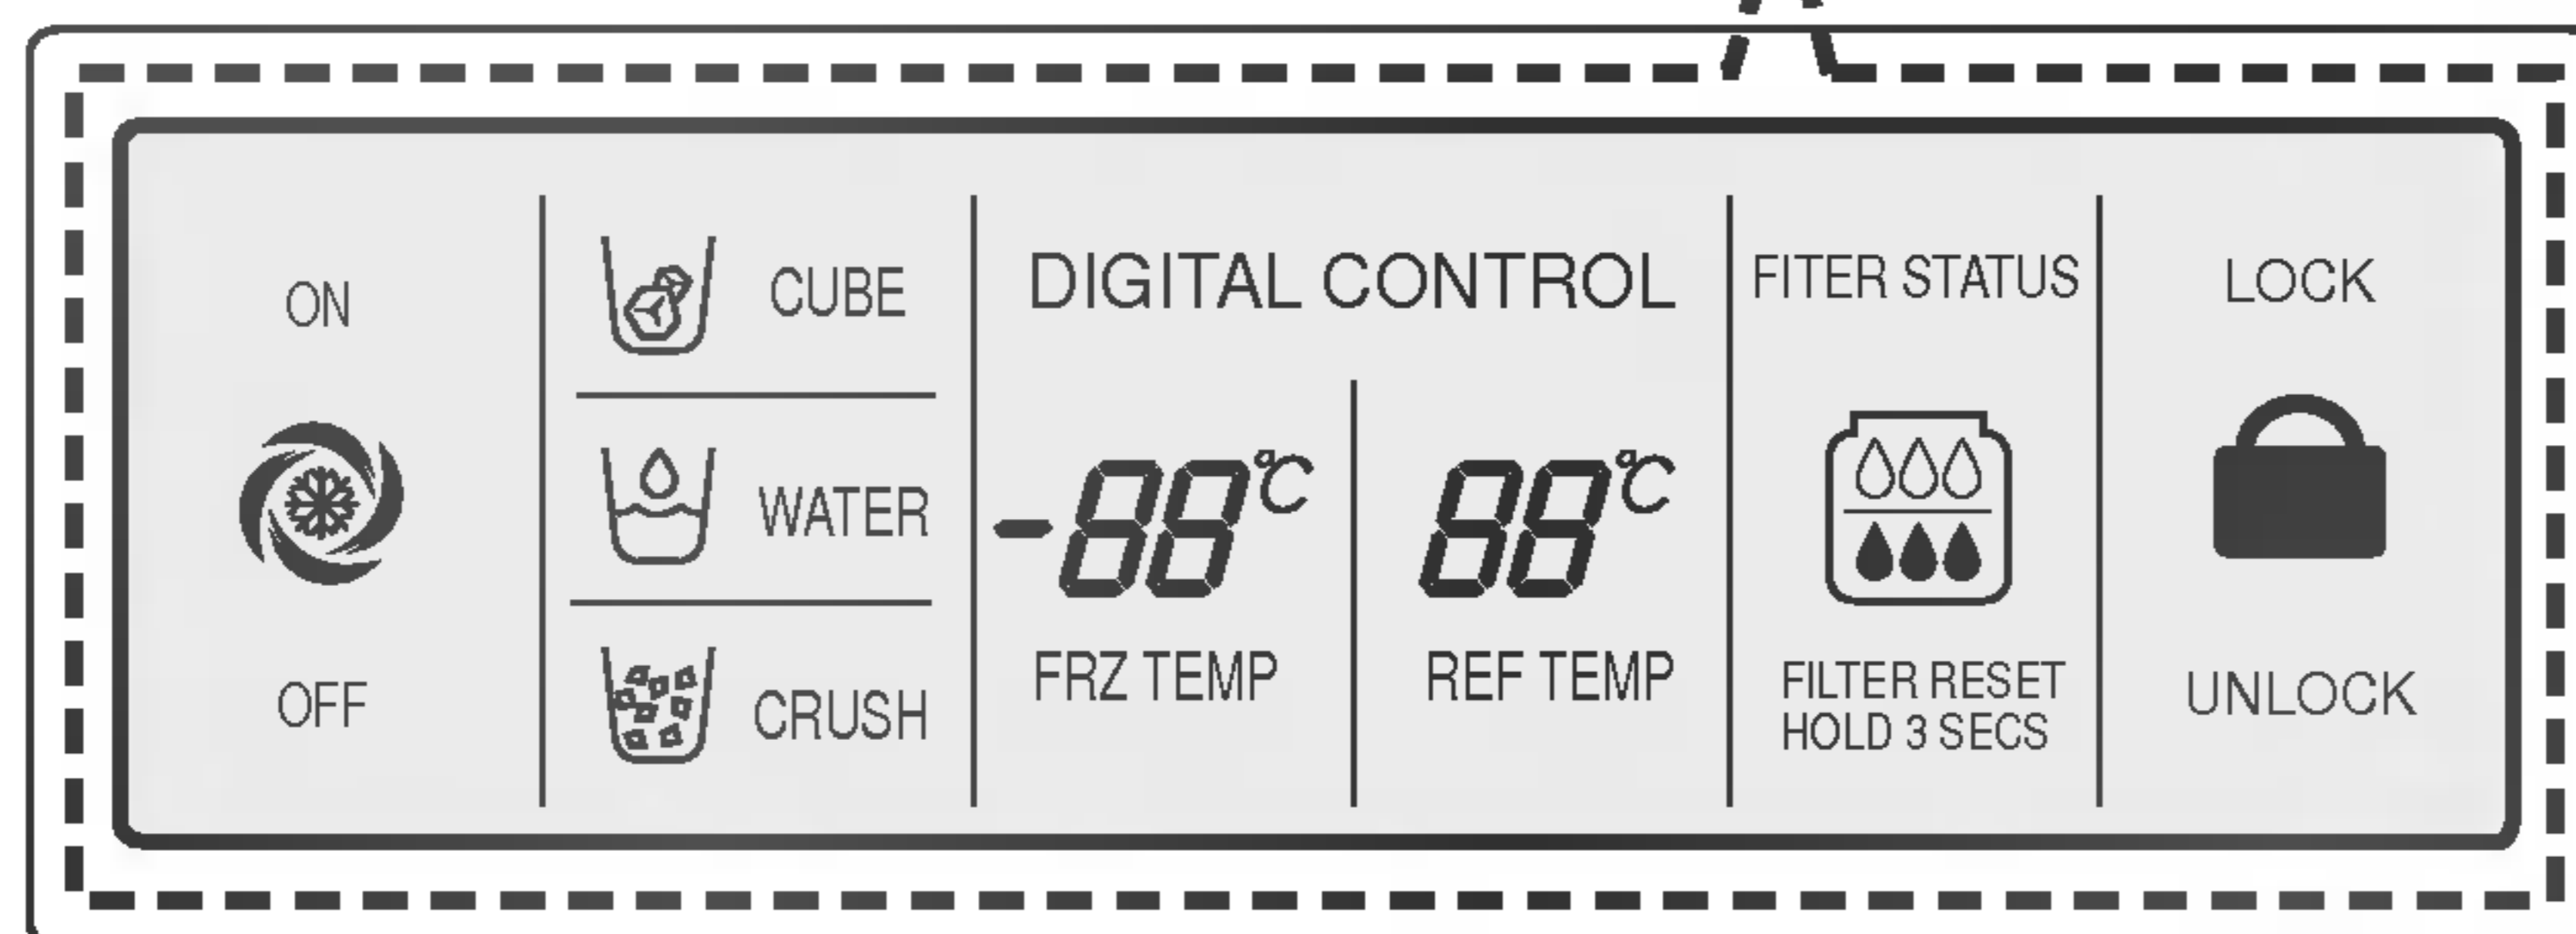 ON
OFF
CUBE
WATER
CRUSH
DIGITAL CONTROL
-88°C
FRZ TEMP
88°C
REF TEMP
FITER STATUS
FILTER RESET
HOLD 3 SECS
LOCK
UNLOCK